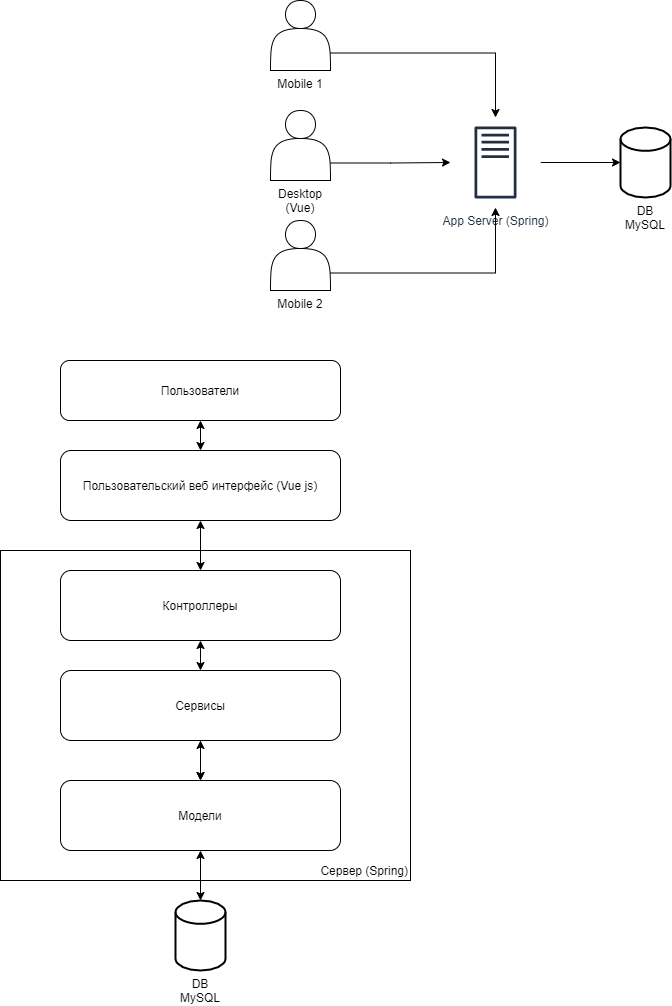 Mobile 1
Desktop
(Vue)
App Server (Spring)
DB
MySQL
Mobile 2
Пользователи
Пользовательский веб интерфейс (Vue js)
Контроллеры
Сервисы
Модели
Сервер (Spring)
DB
MySQL